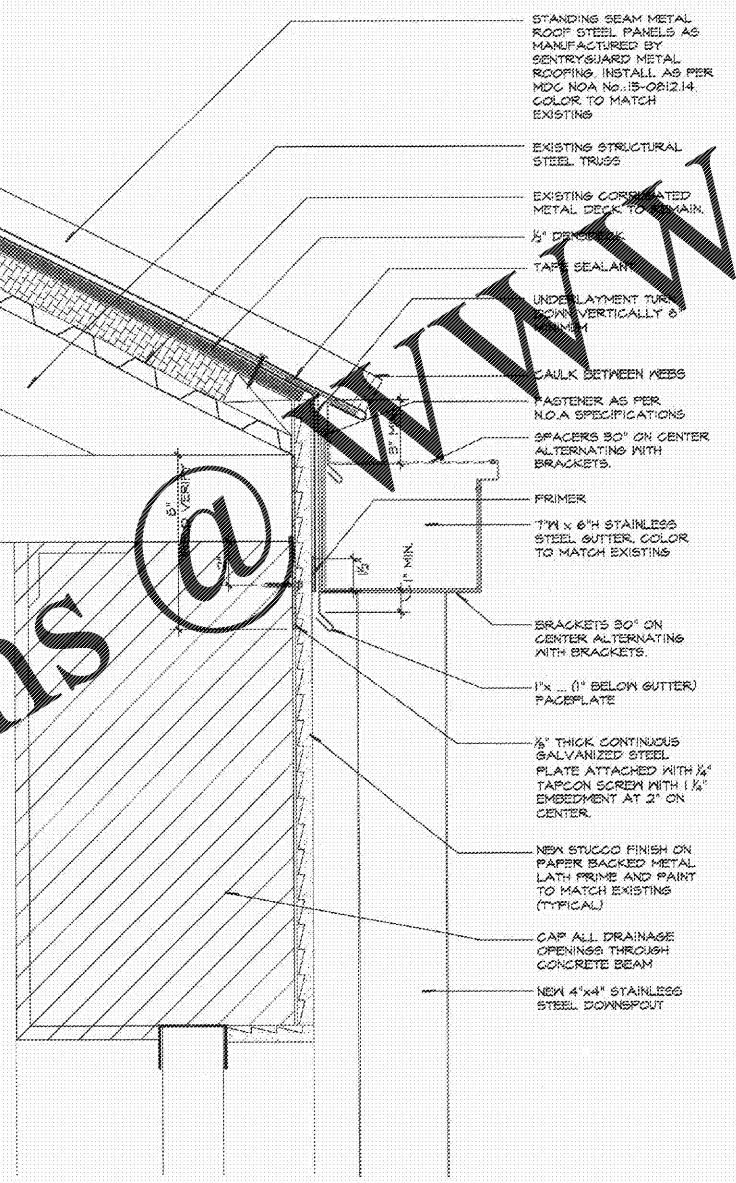 STANDING SEAM METAL
ROOF STEEL PANELS AS
MANUFACTURED BY
SENTRYGUARD METAL
ROOFING. INSTALL AS PER
MDC NOA No.:15-0812.14.
COLOR TO MATCH
EXISTING
EXISTING STRUCTURAL
STEEL TRUSS
EXISTING CORRUGATED
METAL DECK TO REMAIN.
½" DENSDECK
TAPE SEALANT
UNDERLAYMENT TURN
DOWN VERTICALLY 8"
MINIMUM
CAULK BETWEEN WEBS
FASTENER AS PER
N.O.A SPECIFICATIONS
SPACERS 30" ON CENTER
ALTERNATING WITH
BRACKETS.
PRIMER
7"W x 6"H STAINLESS
STEEL GUTTER. COLOR
TO MATCH EXISTING
BRACKETS 30" ON
CENTER ALTERNATING
WITH BRACKETS.
1"x ... (1" BELOW GUTTER)
FACEPLATE
⅛" THICK CONTINUOUS
GALVANIZED STEEL
PLATE ATTACHED WITH ¼"
TAPCON SCREW WITH 1 ¼"
EMBEDMENT AT 2" ON
CENTER.
NEW STUCCO FINISH ON
PAPER BACKED METAL
LATH PRIME AND PAINT
TO MATCH EXISTING
(TYPICAL)
CAP ALL DRAINAGE
OPENINGS THROUGH
CONCRETE BEAM
NEW 4"x4" STAINLESS
STEEL DOWNSPOUT
8"
VERIFY
1½"
1" MIN.
ns @ www